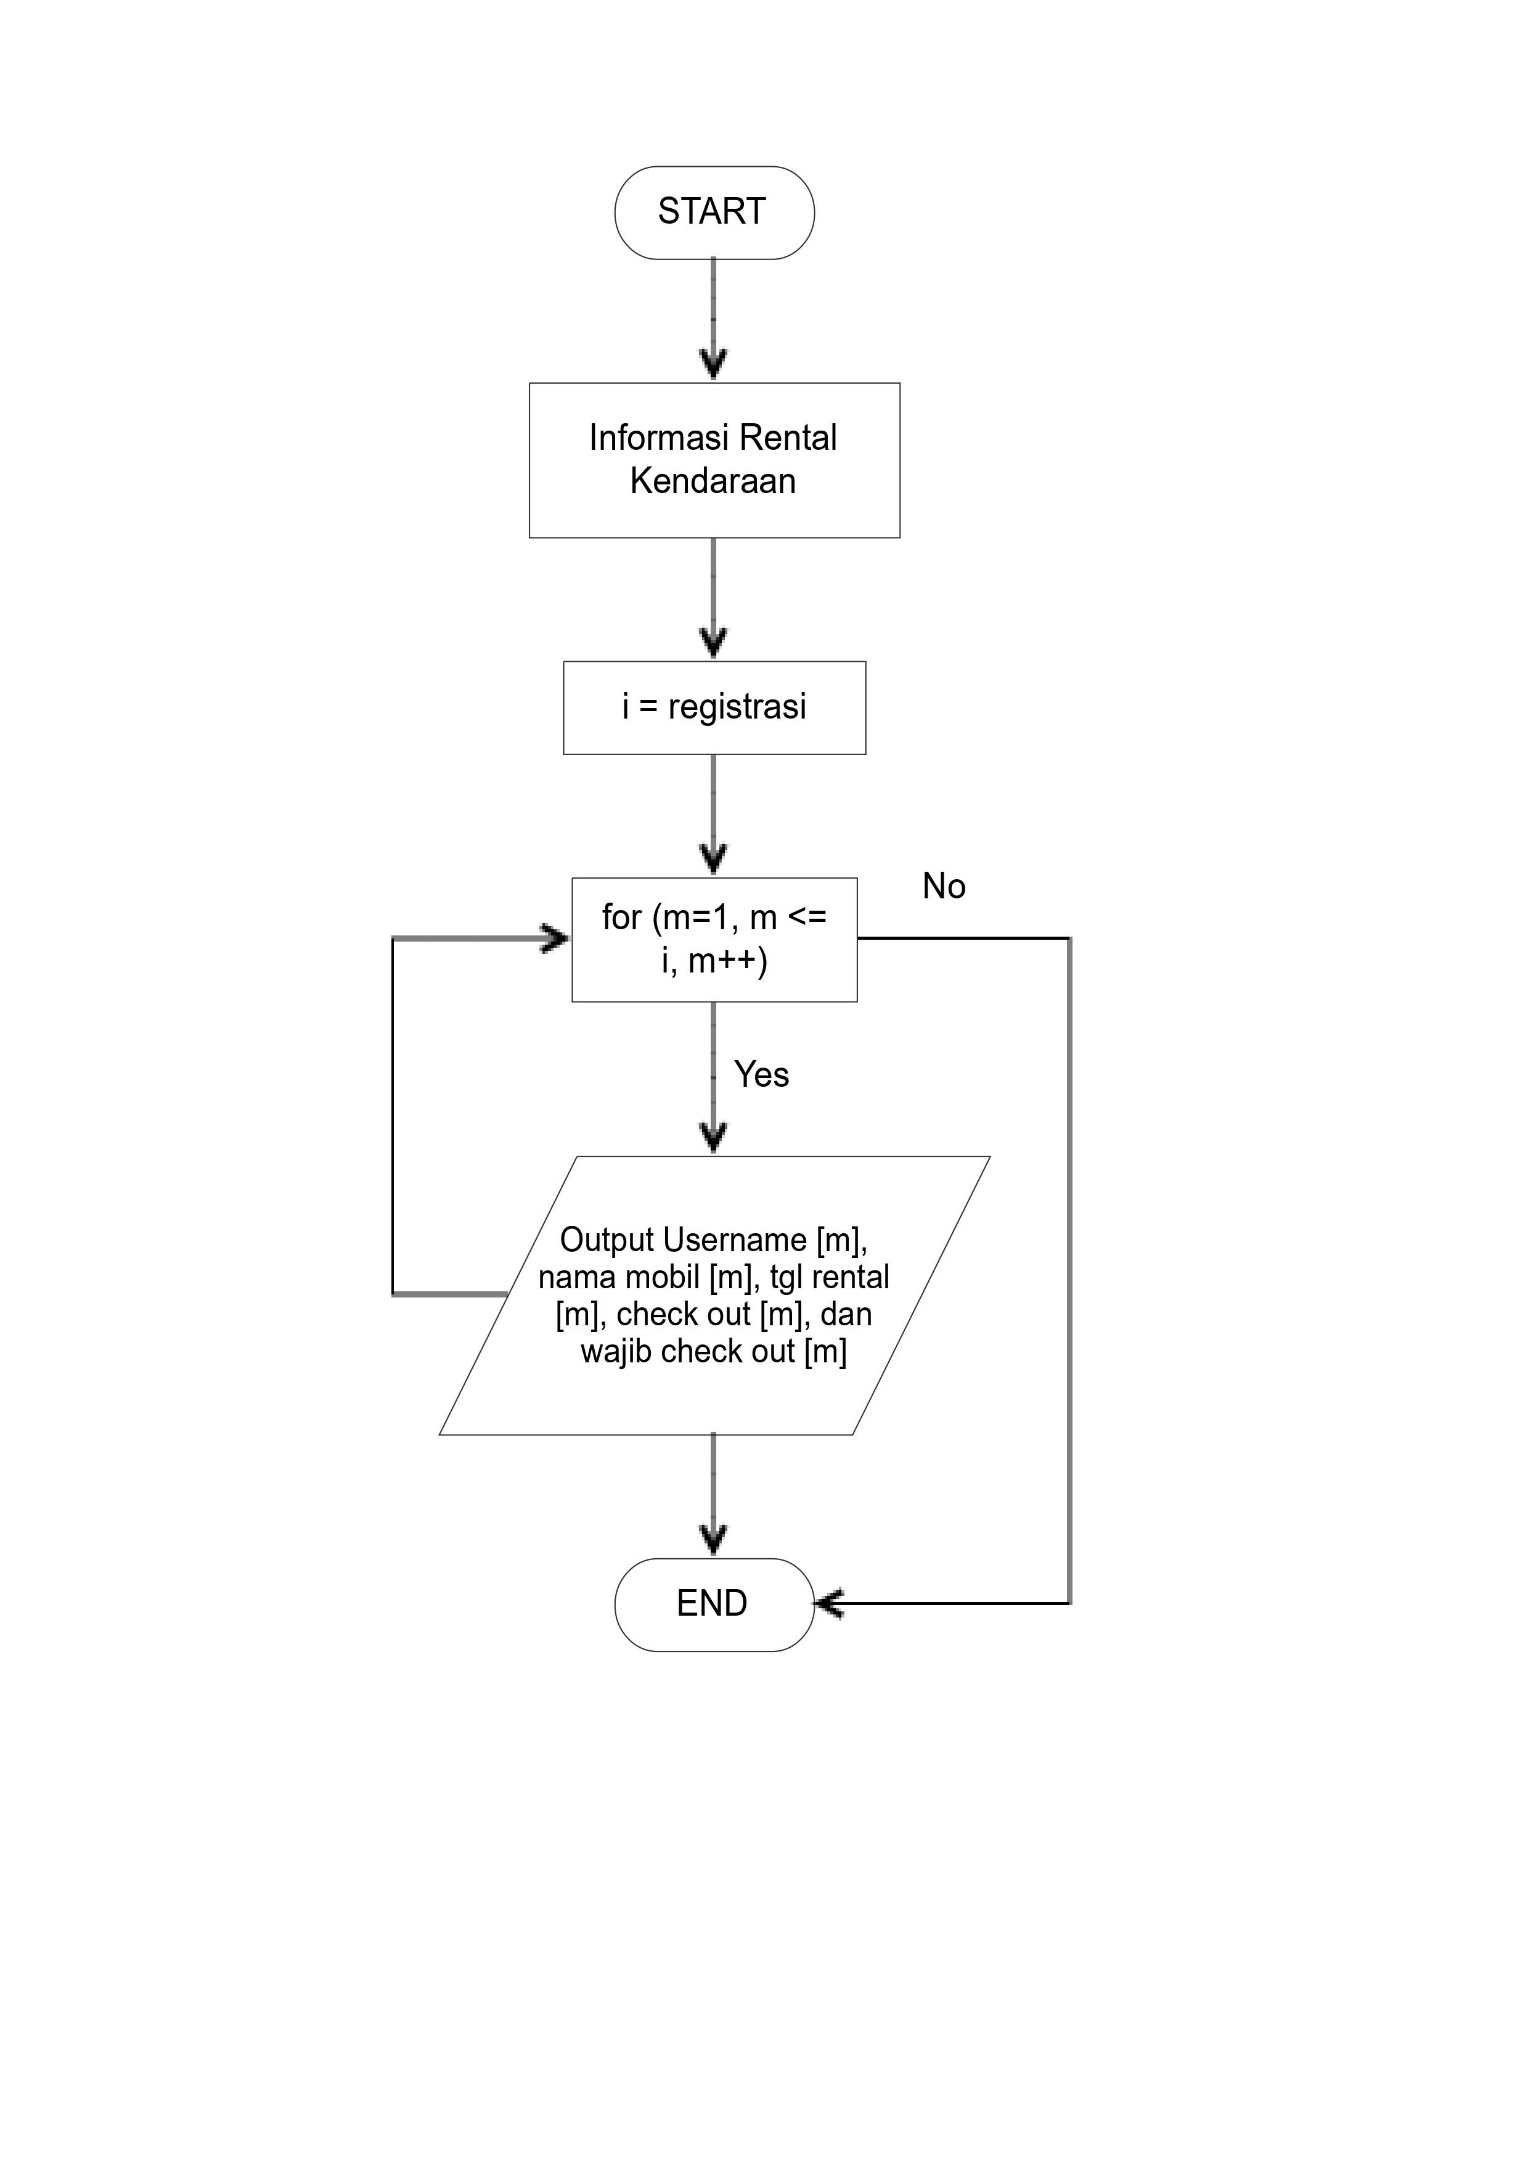 START
Informasi Rental
Kendaraan
i = registrasi
for (m=1, m <=
i, m++)
No
Yes
Output Username [m],
nama mobil [m], tgl rental
[m], check out [m], dan
wajib check out [m]
END